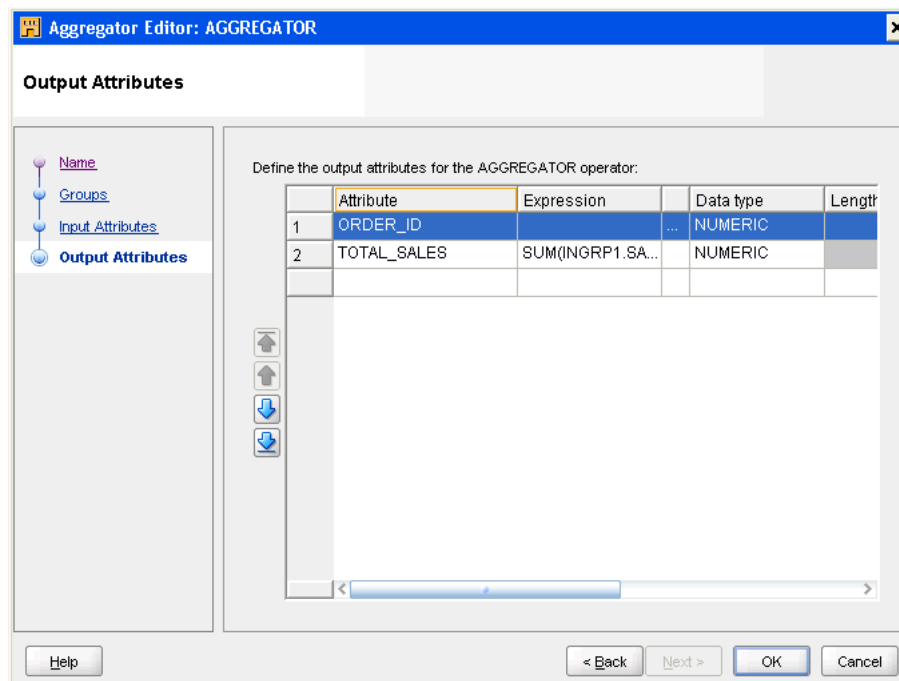 Aggregator Editor: AGGREGATOR
Output Attributes
Name
Groups
Input Attributes
Output Attributes
Define the output attributes for the AGGREGATOR operator:
Attribute Expression Data type Length
1 ORDER_ID ... NUMERIC
2 TOTAL_SALES SUM(INGRP1.SA... NUMERIC
Help < Back Next > OK Cancel